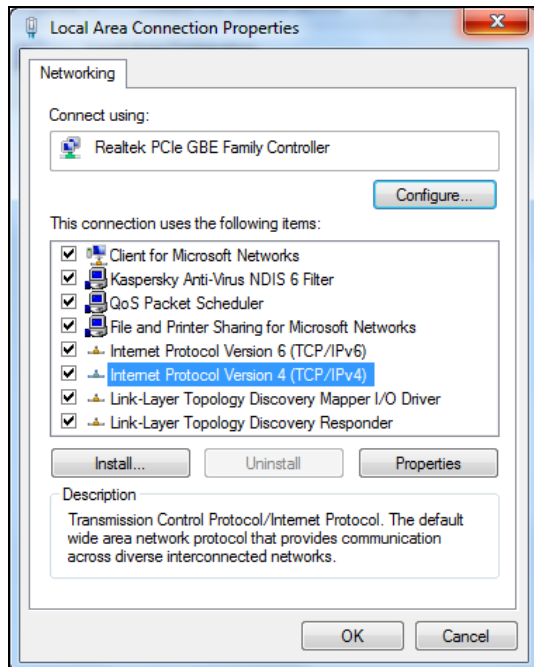 Local Area Connection Properties
Networking
Connect using:
Realtek PCIe GBE Family Controller
Configure...
This connection uses the following items:
Client for Microsoft Networks
Kaspersky Anti-Virus NDIS 6 Filter
QoS Packet Scheduler
File and Printer Sharing for Microsoft Networks
Internet Protocol Version 6 (TCP/IPv6)
Internet Protocol Version 4 (TCP/IPv4)
Link-Layer Topology Discovery Mapper I/O Driver
Link-Layer Topology Discovery Responder
Install... Uninstall Properties
Description
Transmission Control Protocol/Internet Protocol. The default
wide area network protocol that provides communication
across diverse interconnected networks.
OK Cancel